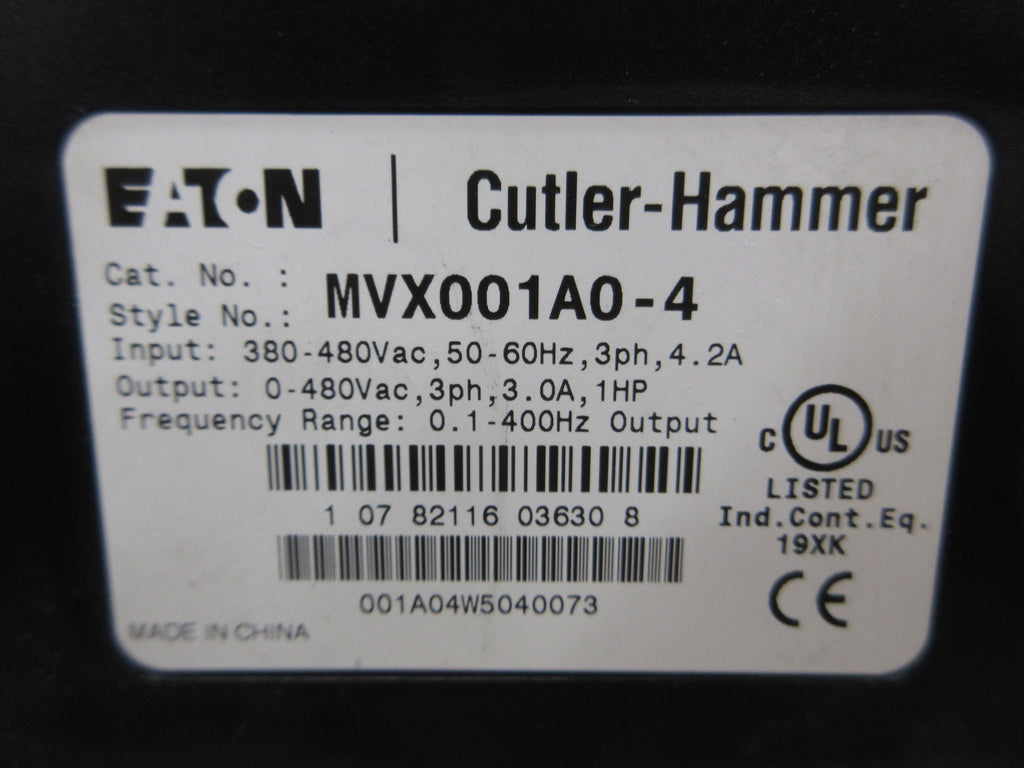 EATON | Cutler-Hammer
Cat. No. :
Style No.: MVX001A0-4
Input: 380-480Vac,50-60Hz,3ph,4.2A
Output: 0-480Vac,3ph,3.0A,1HP
Frequency Range: 0.1-400Hz Output
C UL US
LISTED
Ind.Cont.Eq.
19XK
1 07 82116 03630 8
001A04W5040073
CE
MADE IN CHINA